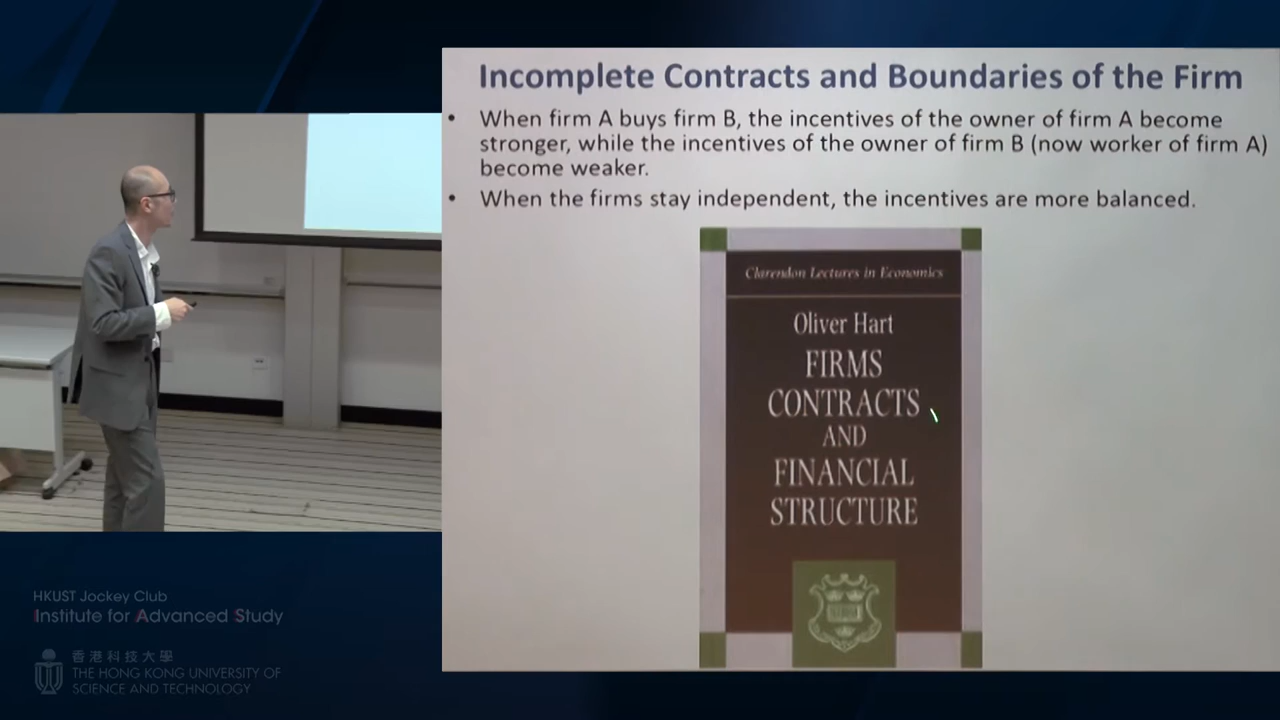 Incomplete Contracts and Boundaries of the Firm
• When firm A buys firm B, the incentives of the owner of firm A become
stronger, while the incentives of the owner of firm B (now worker of firm A)
become weaker.
• When the firms stay independent, the incentives are more balanced.
Clarendon Lectures in Economics
Oliver Hart
FIRMS
CONTRACTS
AND
FINANCIAL
STRUCTURE
HKUST Jockey Club
Institute for Advanced Study
香港科技大學
THE HONG KONG UNIVERSITY OF
SCIENCE AND TECHNOLOGY